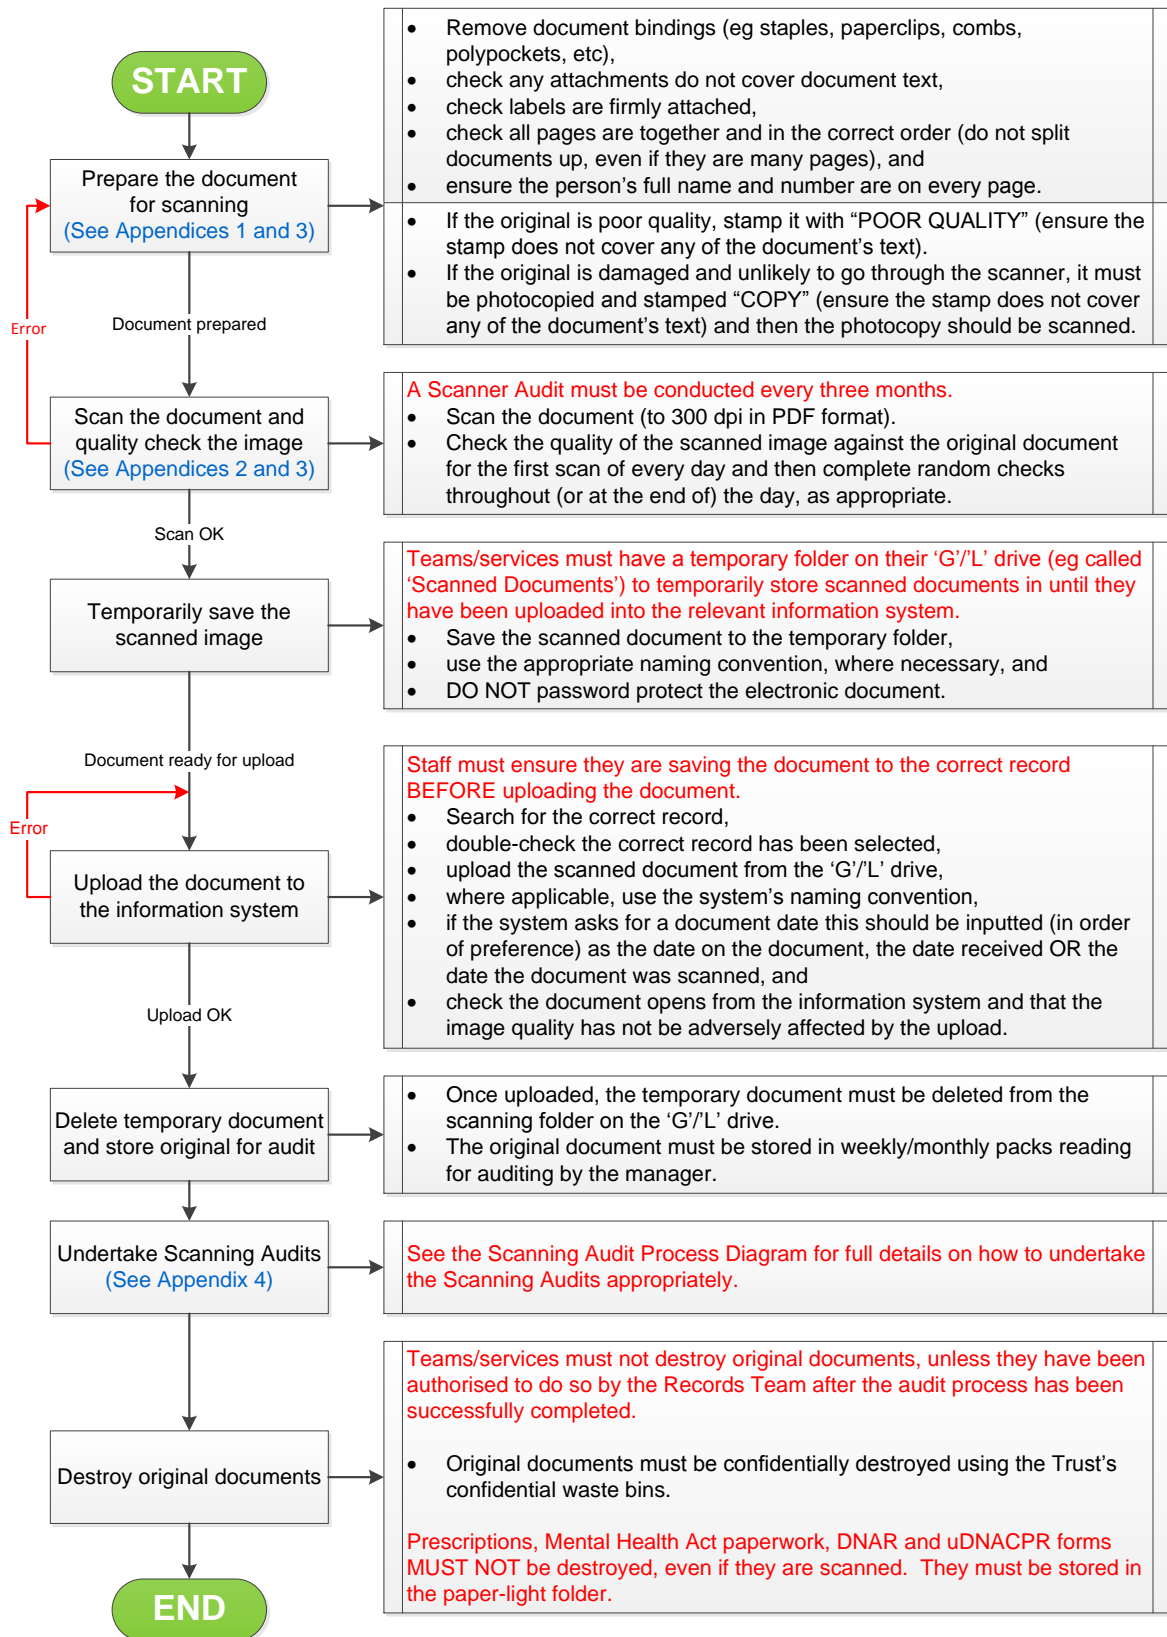 START
• Remove document bindings (eg staples, paperclips, combs,
polypockets, etc),
• check any attachments do not cover document text,
• check labels are firmly attached,
• check all pages are together and in the correct order (do not split
documents up, even if they are many pages), and
• ensure the person's full name and number are on every page.
Prepare the document
for scanning
(See Appendices 1 and 3)
• If the original is poor quality, stamp it with “POOR QUALITY” (ensure the
stamp does not cover any of the document's text).
• If the original is damaged and unlikely to go through the scanner, it must
be photocopied and stamped “COPY” (ensure the stamp does not cover
any of the document's text) and then the photocopy should be scanned.
Error
Document prepared
Scan the document and
quality check the image
(See Appendices 2 and 3)
A Scanner Audit must be conducted every three months.
• Scan the document (to 300 dpi in PDF format).
• Check the quality of the scanned image against the original document
for the first scan of every day and then complete random checks
throughout (or at the end of) the day, as appropriate.
Scan OK
Temporarily save the
scanned image
Teams/services must have a temporary folder on their ‘G’/’L’ drive (eg called
‘Scanned Documents’) to temporarily store scanned documents in until they
have been uploaded into the relevant information system.
• Save the scanned document to the temporary folder,
• use the appropriate naming convention, where necessary, and
• DO NOT password protect the electronic document.
Document ready for upload
Error
Upload the document to
the information system
Staff must ensure they are saving the document to the correct record
BEFORE uploading the document.
• Search for the correct record,
• double-check the correct record has been selected,
• upload the scanned document from the ‘G’/’L’ drive,
• where applicable, use the system's naming convention,
• if the system asks for a document date this should be inputted (in order
of preference) as the date on the document, the date received OR the
date the document was scanned, and
• check the document opens from the information system and that the
image quality has not be adversely affected by the upload.
Upload OK
Delete temporary document
and store original for audit
• Once uploaded, the temporary document must be deleted from the
scanning folder on the ‘G’/’L’ drive.
• The original document must be stored in weekly/monthly packs reading
for auditing by the manager.
Undertake Scanning Audits
(See Appendix 4)
See the Scanning Audit Process Diagram for full details on how to undertake
the Scanning Audits appropriately.
Destroy original documents
Teams/services must not destroy original documents, unless they have been
authorised to do so by the Records Team after the audit process has been
successfully completed.
• Original documents must be confidentially destroyed using the Trust's
confidential waste bins.
Prescriptions, Mental Health Act paperwork, DNAR and uDNACPR forms
MUST NOT be destroyed, even if they are scanned. They must be stored in
the paper-light folder.
END